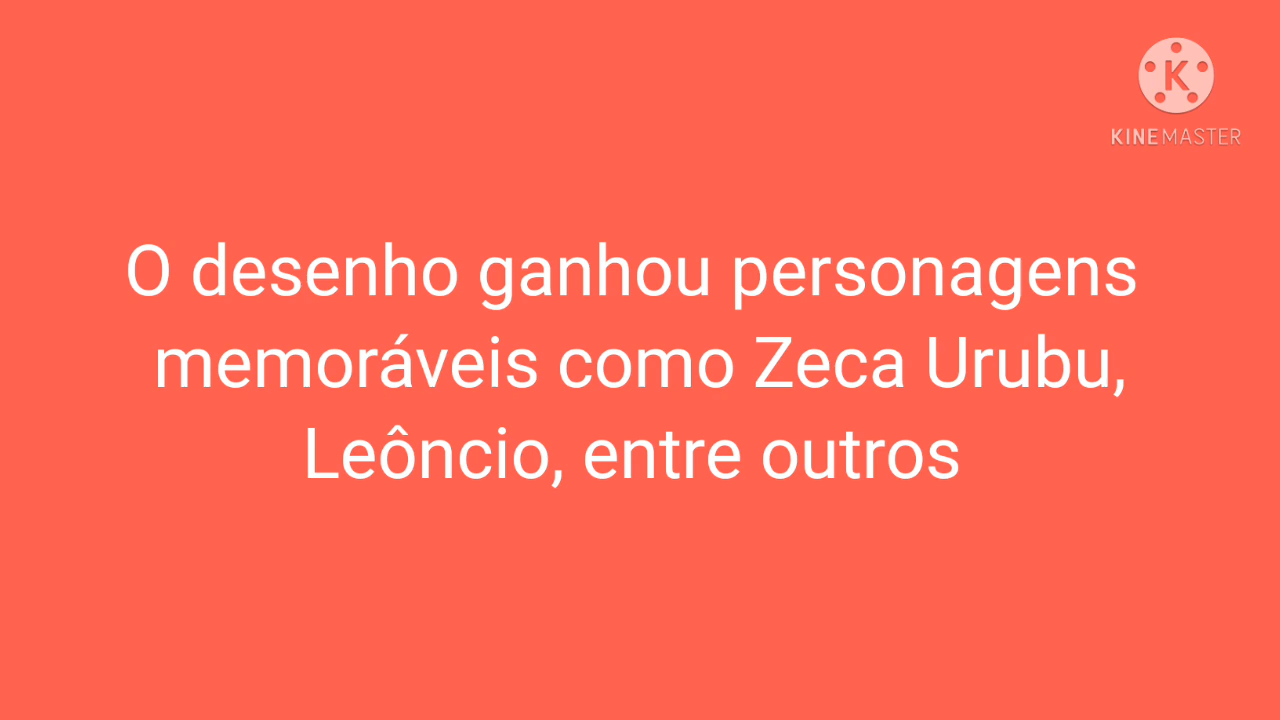 K
KINEMASTER
O desenho ganhou personagens
memoráveis como Zeca Urubu,
Leôncio, entre outros